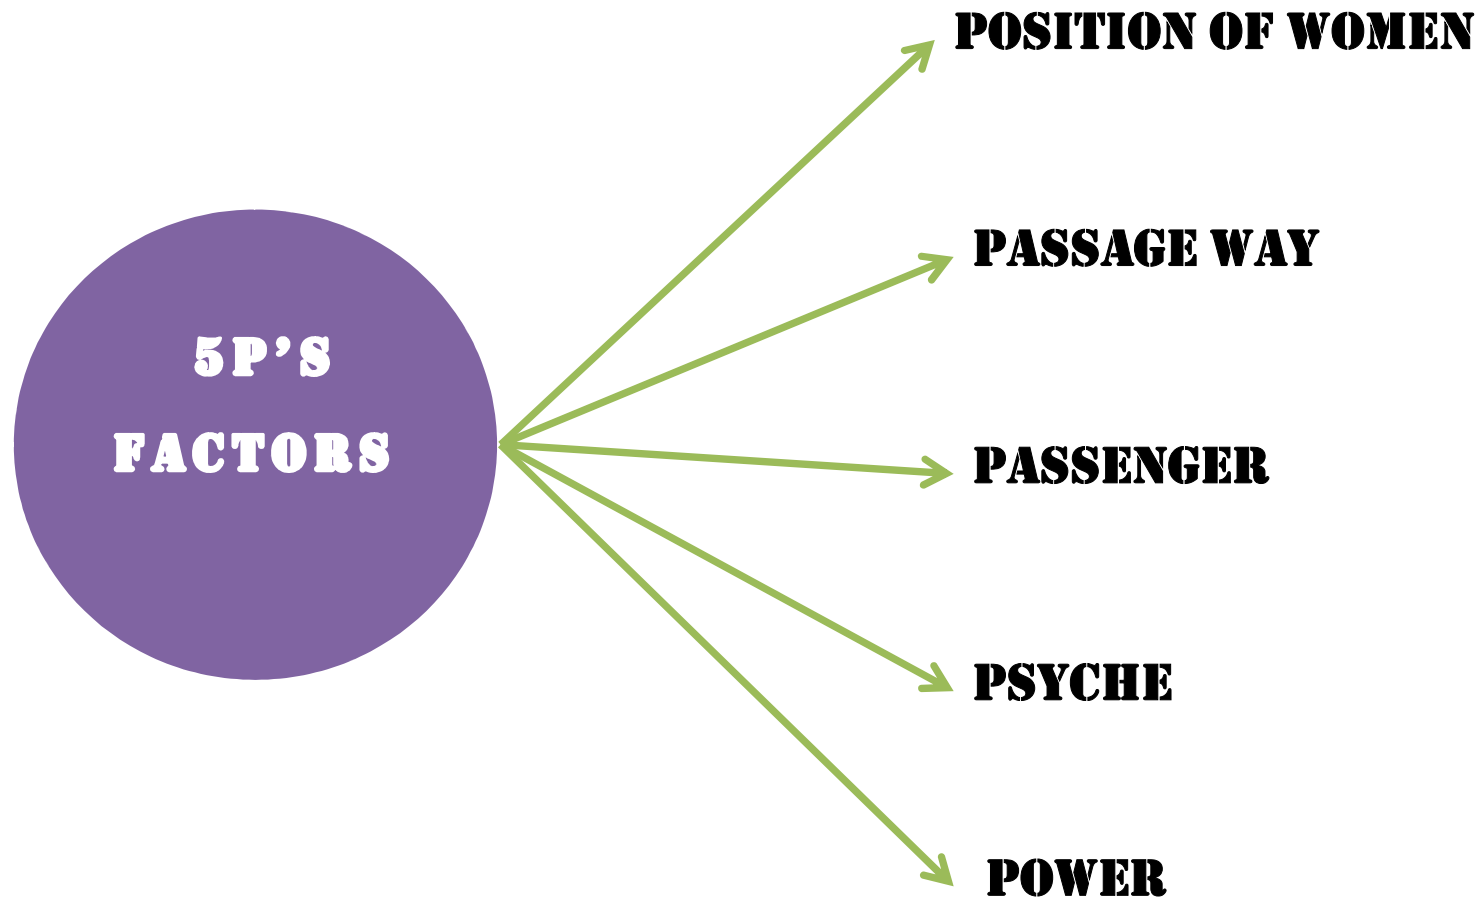 5P’S
FACTORS
POSITION OF WOMEN
PASSAGE WAY
PASSENGER
PSYCHE
POWER